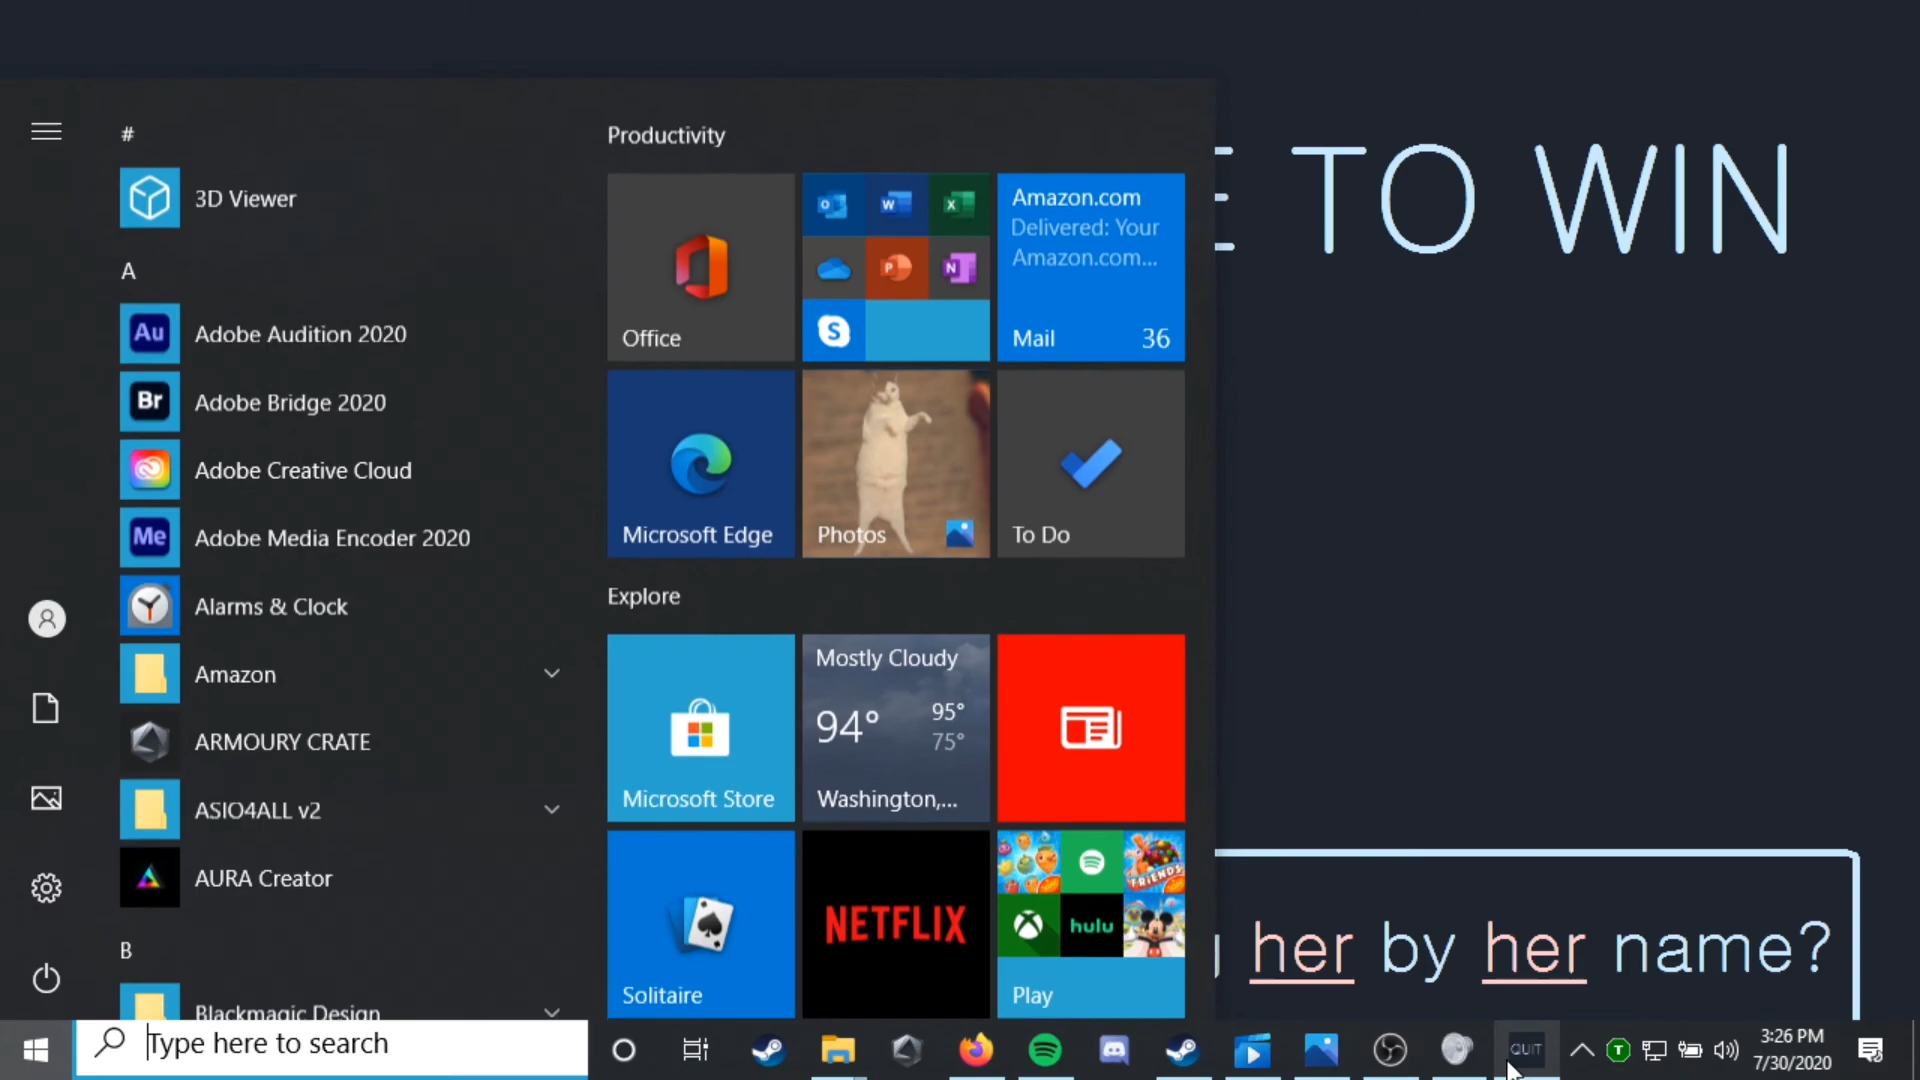 E TO WIN
#
3D Viewer
A
Au
Adobe Audition 2020
Br
Adobe Bridge 2020
Adobe Creative Cloud
Me
Adobe Media Encoder 2020
Alarms & Clock
Amazon
ARMOURY CRATE
ASIO4ALL v2
AURA Creator
B
Blackmagic Design
Productivity
Office
O
W
X
P
N
S
Amazon.com
Delivered: Your
Amazon.com...
Mail 36
Microsoft Edge
Photos
To Do
Explore
Microsoft Store
Mostly Cloudy
94° 95°
75°
Washington,...
Solitaire
NETFLIX
FRIENDS
hulu
Play
her by her name?
Type here to search
QUIT
T
3:26 PM
7/30/2020